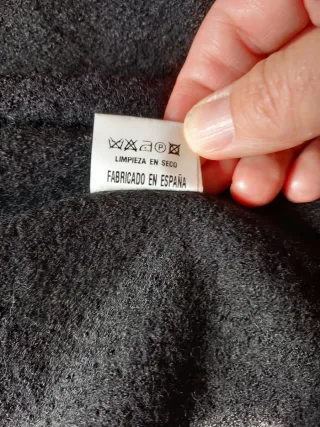 LIMPIEZA EN SECO
FABRICADO EN ESPAÑA